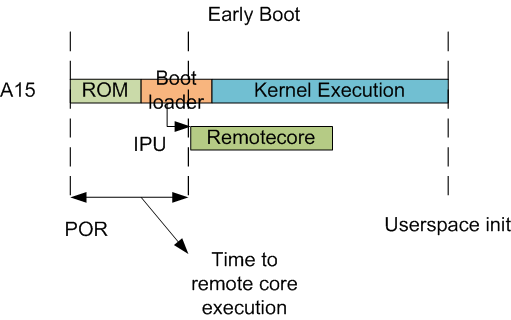 Early Boot
A15
ROM
Boot
loader
Kernel Execution
IPU
Remotecore
POR
Userspace init
Time to
remote core
execution